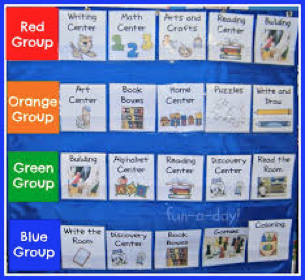 Red Group
Writing Center
Math Center
Arts and Crafts
Reading Center
Building
Orange Group
Art Center
Book Boxes
Home Center
Puzzles
Write and Draw
Green Group
Building
Alphabet Center
Reading Center
Discovery Center
Read the Room
fun-a-day!
Blue Group
Write the Room
Discovery Center
Book Boxes
Games
Coloring